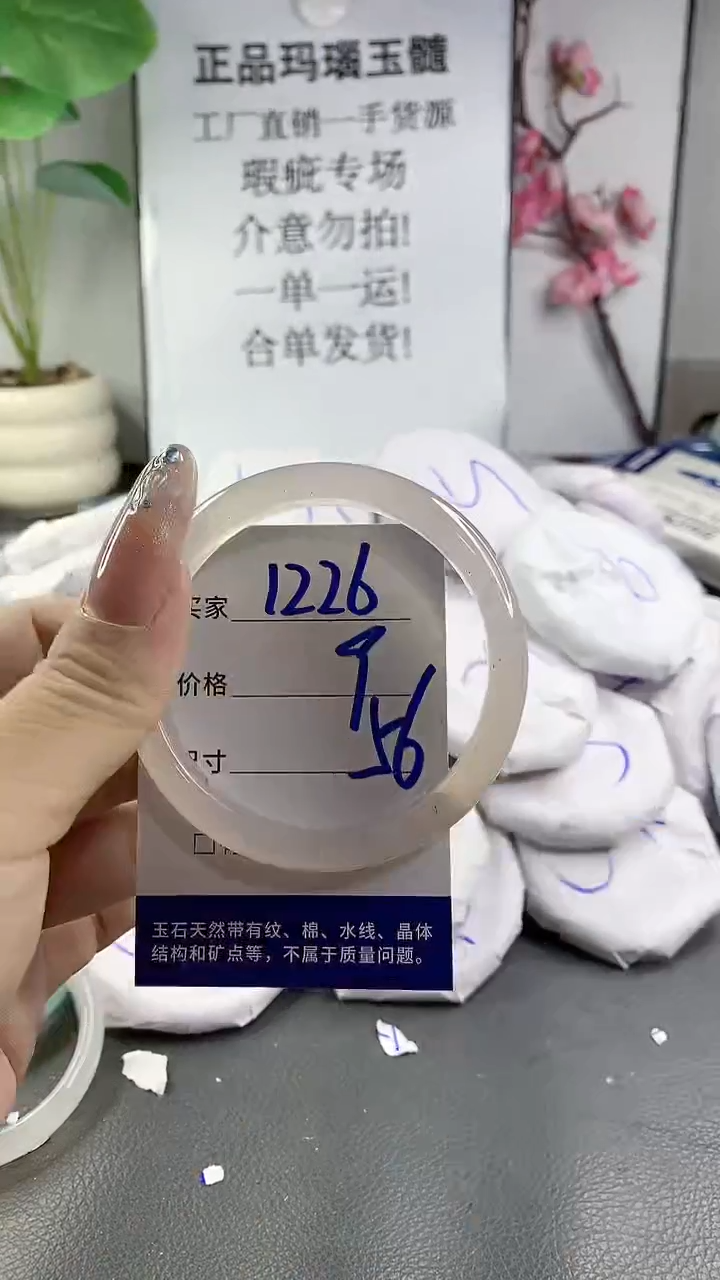 正品玛瑙玉髓
工厂直销一手货源
瑕疵专场
介意勿拍!
一单一运!
合单发货!
买家 1226
价格 9
寸 56
玉石天然带有纹、棉、水线、晶体
结构和矿点等，不属于质量问题。